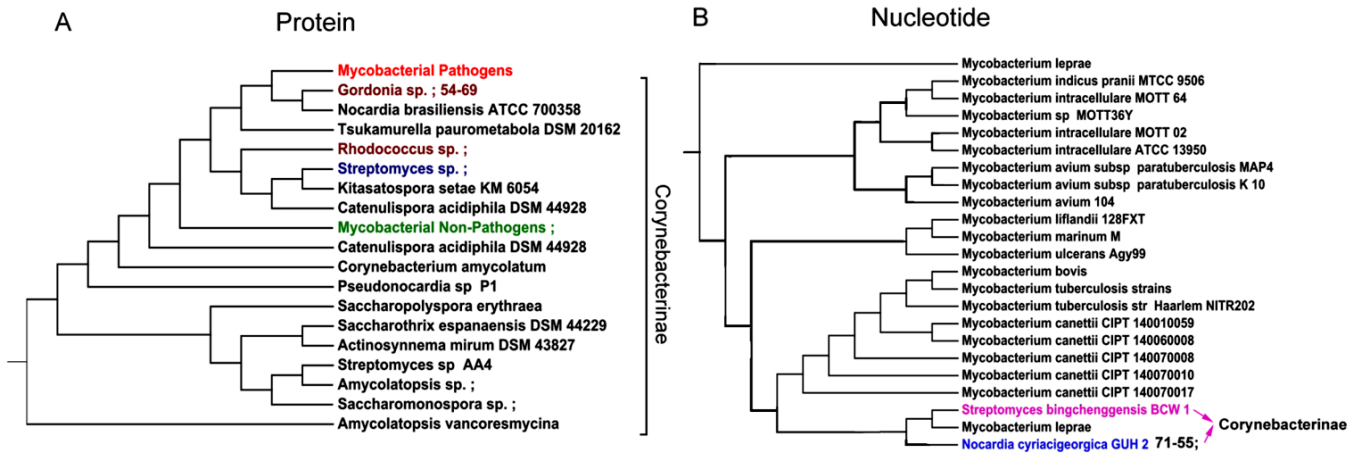 A
Protein
Mycobacterial Pathogens
Gordonia sp. ; 54-69
Nocardia brasiliensis ATCC 700358
Tsukamurella paurometabola DSM 20162
Rhodococcus sp. ;
Streptomyces sp. ;
Kitasatospora setae KM 6054
Catenulispora acidiphila DSM 44928
Mycobacterial Non-Pathogens ;
Catenulispora acidiphila DSM 44928
Corynebacterium amycolatum
Pseudonocardia sp P1
Saccharopolyspora erythraea
Saccharothrix espanaensis DSM 44229
Actinosynnema mirum DSM 43827
Streptomyces sp AA4
Amycolatopsis sp. ;
Saccharomonospora sp. ;
Amycolatopsis vancoresmycina
Corynebacterinae
B
Nucleotide
Mycobacterium leprae
Mycobacterium indicus pranii MTCC 9506
Mycobacterium intracellulare MOTT 64
Mycobacterium sp MOTT36Y
Mycobacterium intracellulare MOTT 02
Mycobacterium intracellulare ATCC 13950
Mycobacterium avium subsp paratuberculosis MAP4
Mycobacterium avium subsp paratuberculosis K 10
Mycobacterium avium 104
Mycobacterium liflandii 128FXT
Mycobacterium marinum M
Mycobacterium ulcerans Agy99
Mycobacterium bovis
Mycobacterium tuberculosis strains
Mycobacterium tuberculosis str Haarlem NITR202
Mycobacterium canettii CIPT 140010059
Mycobacterium canettii CIPT 140060008
Mycobacterium canettii CIPT 140070008
Mycobacterium canettii CIPT 140070010
Mycobacterium canettii CIPT 140070017
Streptomyces bingchenggensis BCW 1
Mycobacterium leprae
Nocardia cyriacigeorgica GUH 2 71-55;
Corynebacterinae